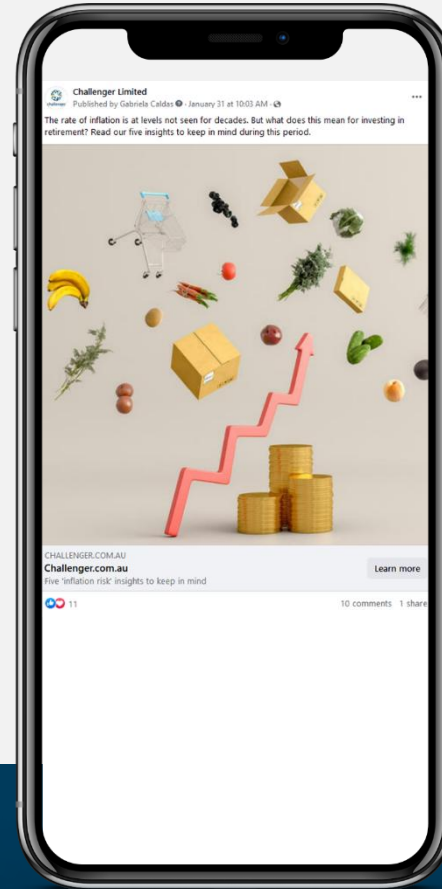 Challenger Limited
Published by Gabriela Caldas · January 31 at 10:03 AM ·
The rate of inflation is at levels not seen for decades. But what does this mean for investing in
retirement? Read our five insights to keep in mind during this period.
CHALLENGER.COM.AU
Challenger.com.au
Five 'inflation risk' insights to keep in mind
Learn more
11
10 comments 1 share